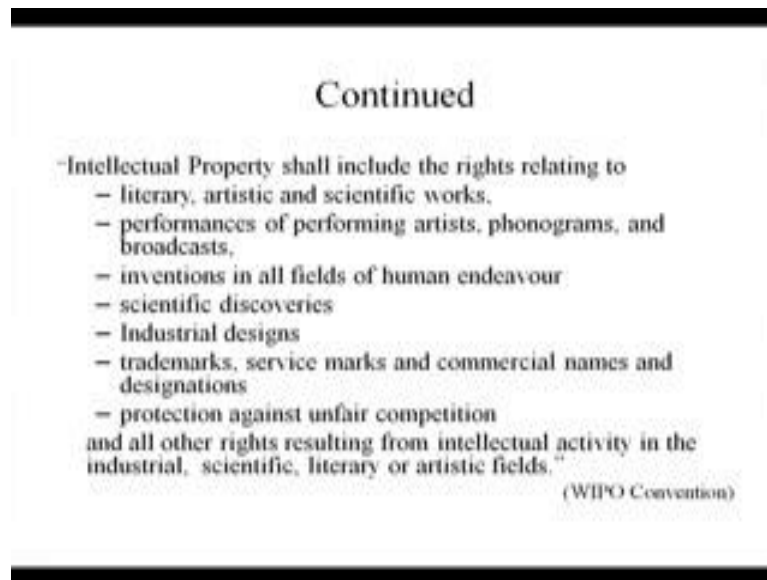 Continued
"Intellectual Property shall include the rights relating to
– literary, artistic and scientific works,
– performances of performing artists, phonograms, and
broadcasts,
– inventions in all fields of human endeavour
– scientific discoveries
– Industrial designs
– trademarks, service marks and commercial names and
designations
– protection against unfair competition
and all other rights resulting from intellectual activity in the
industrial, scientific, literary or artistic fields."
(WIPO Convention)